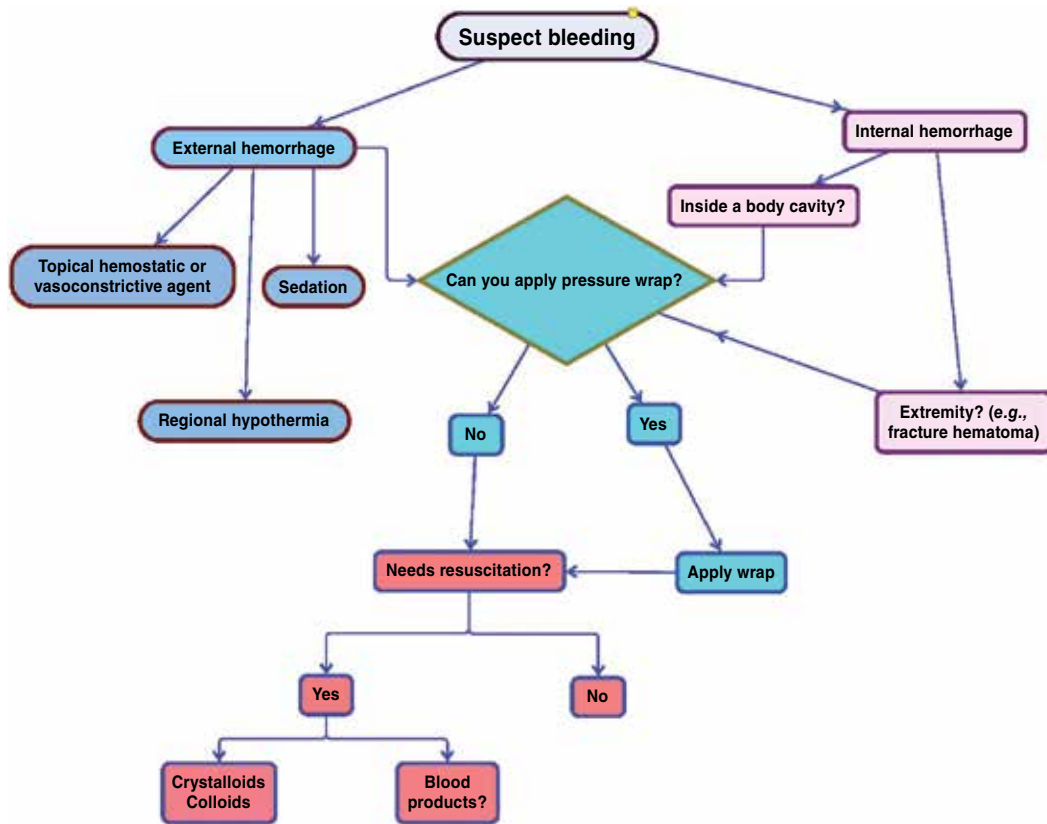 Suspect bleeding
External hemorrhage
Internal hemorrhage
Inside a body cavity?
Topical hemostatic or
vasoconstrictive agent
Sedation
Can you apply pressure wrap?
Regional hypothermia
Extremity? (e.g.,
fracture hematoma)
No
Yes
Needs resuscitation?
Apply wrap
Yes
No
Crystalloids
Colloids
Blood
products?